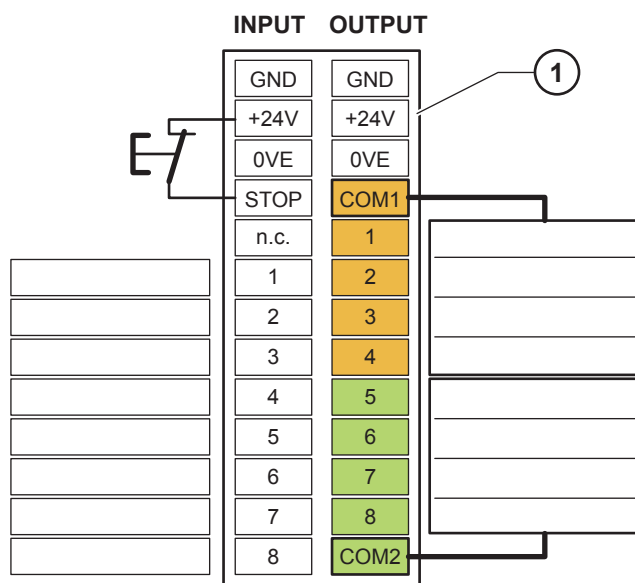 INPUT OUTPUT
GND GND
1
+24V +24V
0VE 0VE
STOP COM1
n.c. 1
1 2
2 3
3 4
4 5
5 6
6 7
7 8
8 COM2